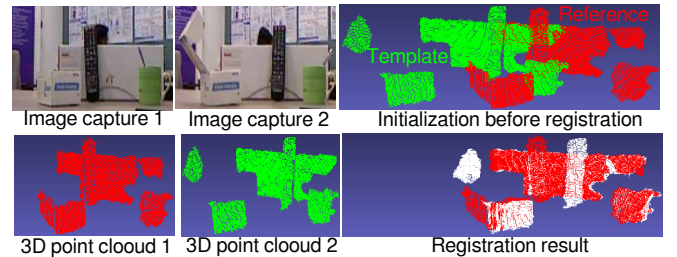 Reference
Template
Image capture 1
Image capture 2
Initialization before registration
3D point clooud 1
3D point clooud 2
Registration result